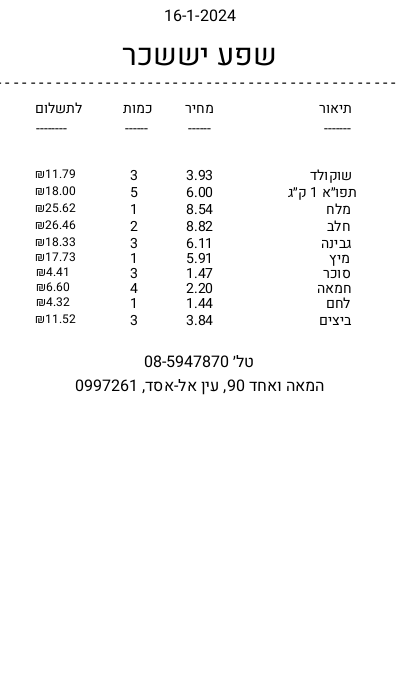 16-1-2024
שפע יששכר
תיאור מחיר כמות לתשלום
------- ------ ------ --------
שוקולד 3.93 3 ₪11.79
תפו״א 1 ק״ג 6.00 5 ₪18.00
מלח 8.54 1 ₪25.62
חלב 8.82 2 ₪26.46
גבינה 6.11 3 ₪18.33
מיץ 5.91 1 ₪17.73
סוכר 1.47 3 ₪4.41
חמאה 2.20 4 ₪6.60
לחם 1.44 1 ₪4.32
ביצים 3.84 3 ₪11.52
טל׳ 08-5947870
המאה ואחד 90, עין אל-אסד, 0997261